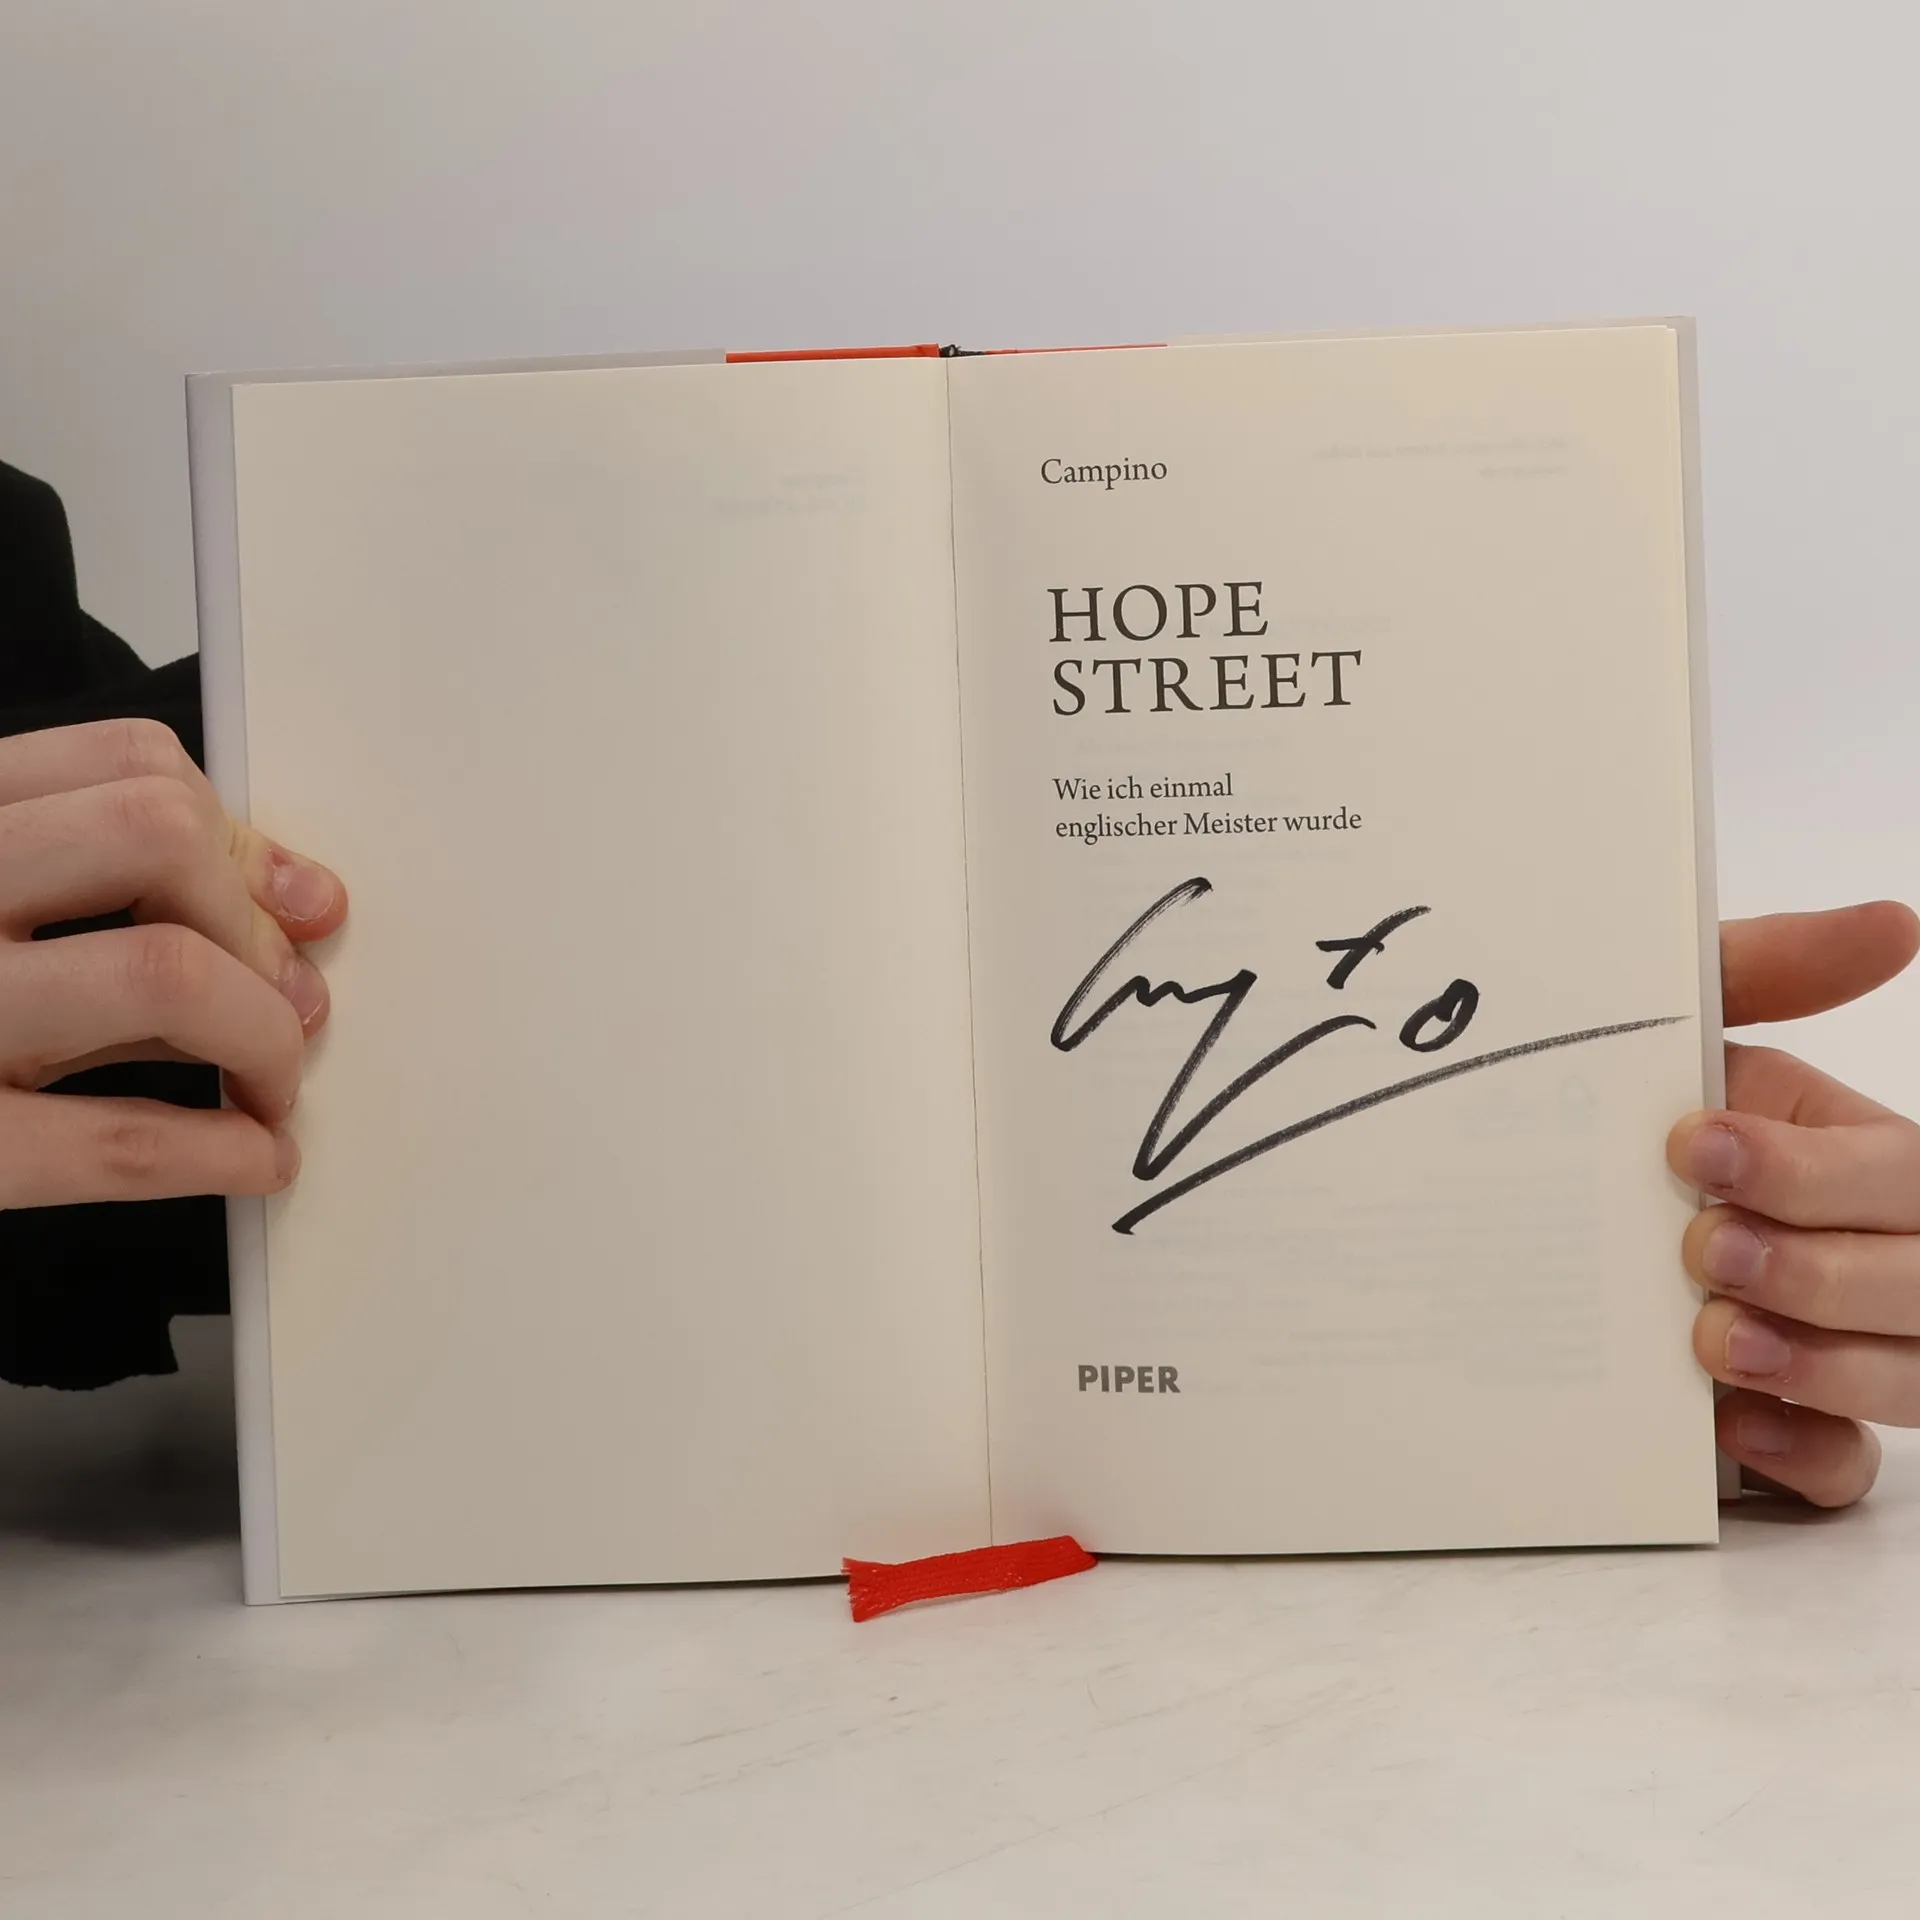 Campino
HOPE
STREET
Wie ich einmal
englischer Meister wurde
PIPER